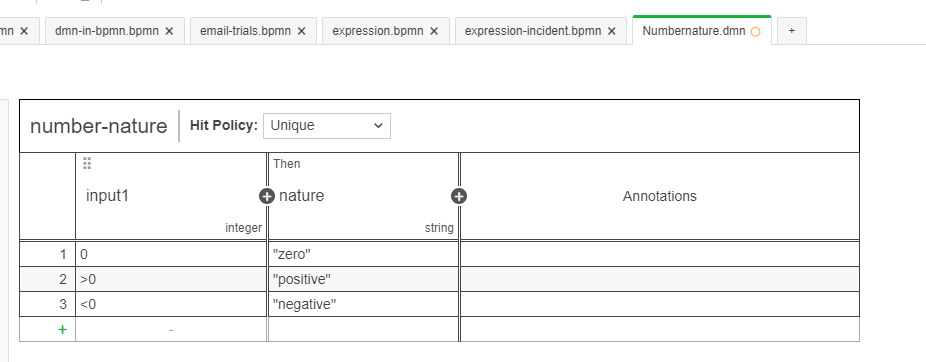 mn × dmn-in-bpmn.bpmn × email-trials.bpmn × expression.bpmn × expression-incident.bpmn × Numbernature.dmn +
number-nature Hit Policy: Unique
Then
input1 + nature + Annotations
integer string
1 0 "zero"
2 >0 "positive"
3 <0 "negative"
+ -